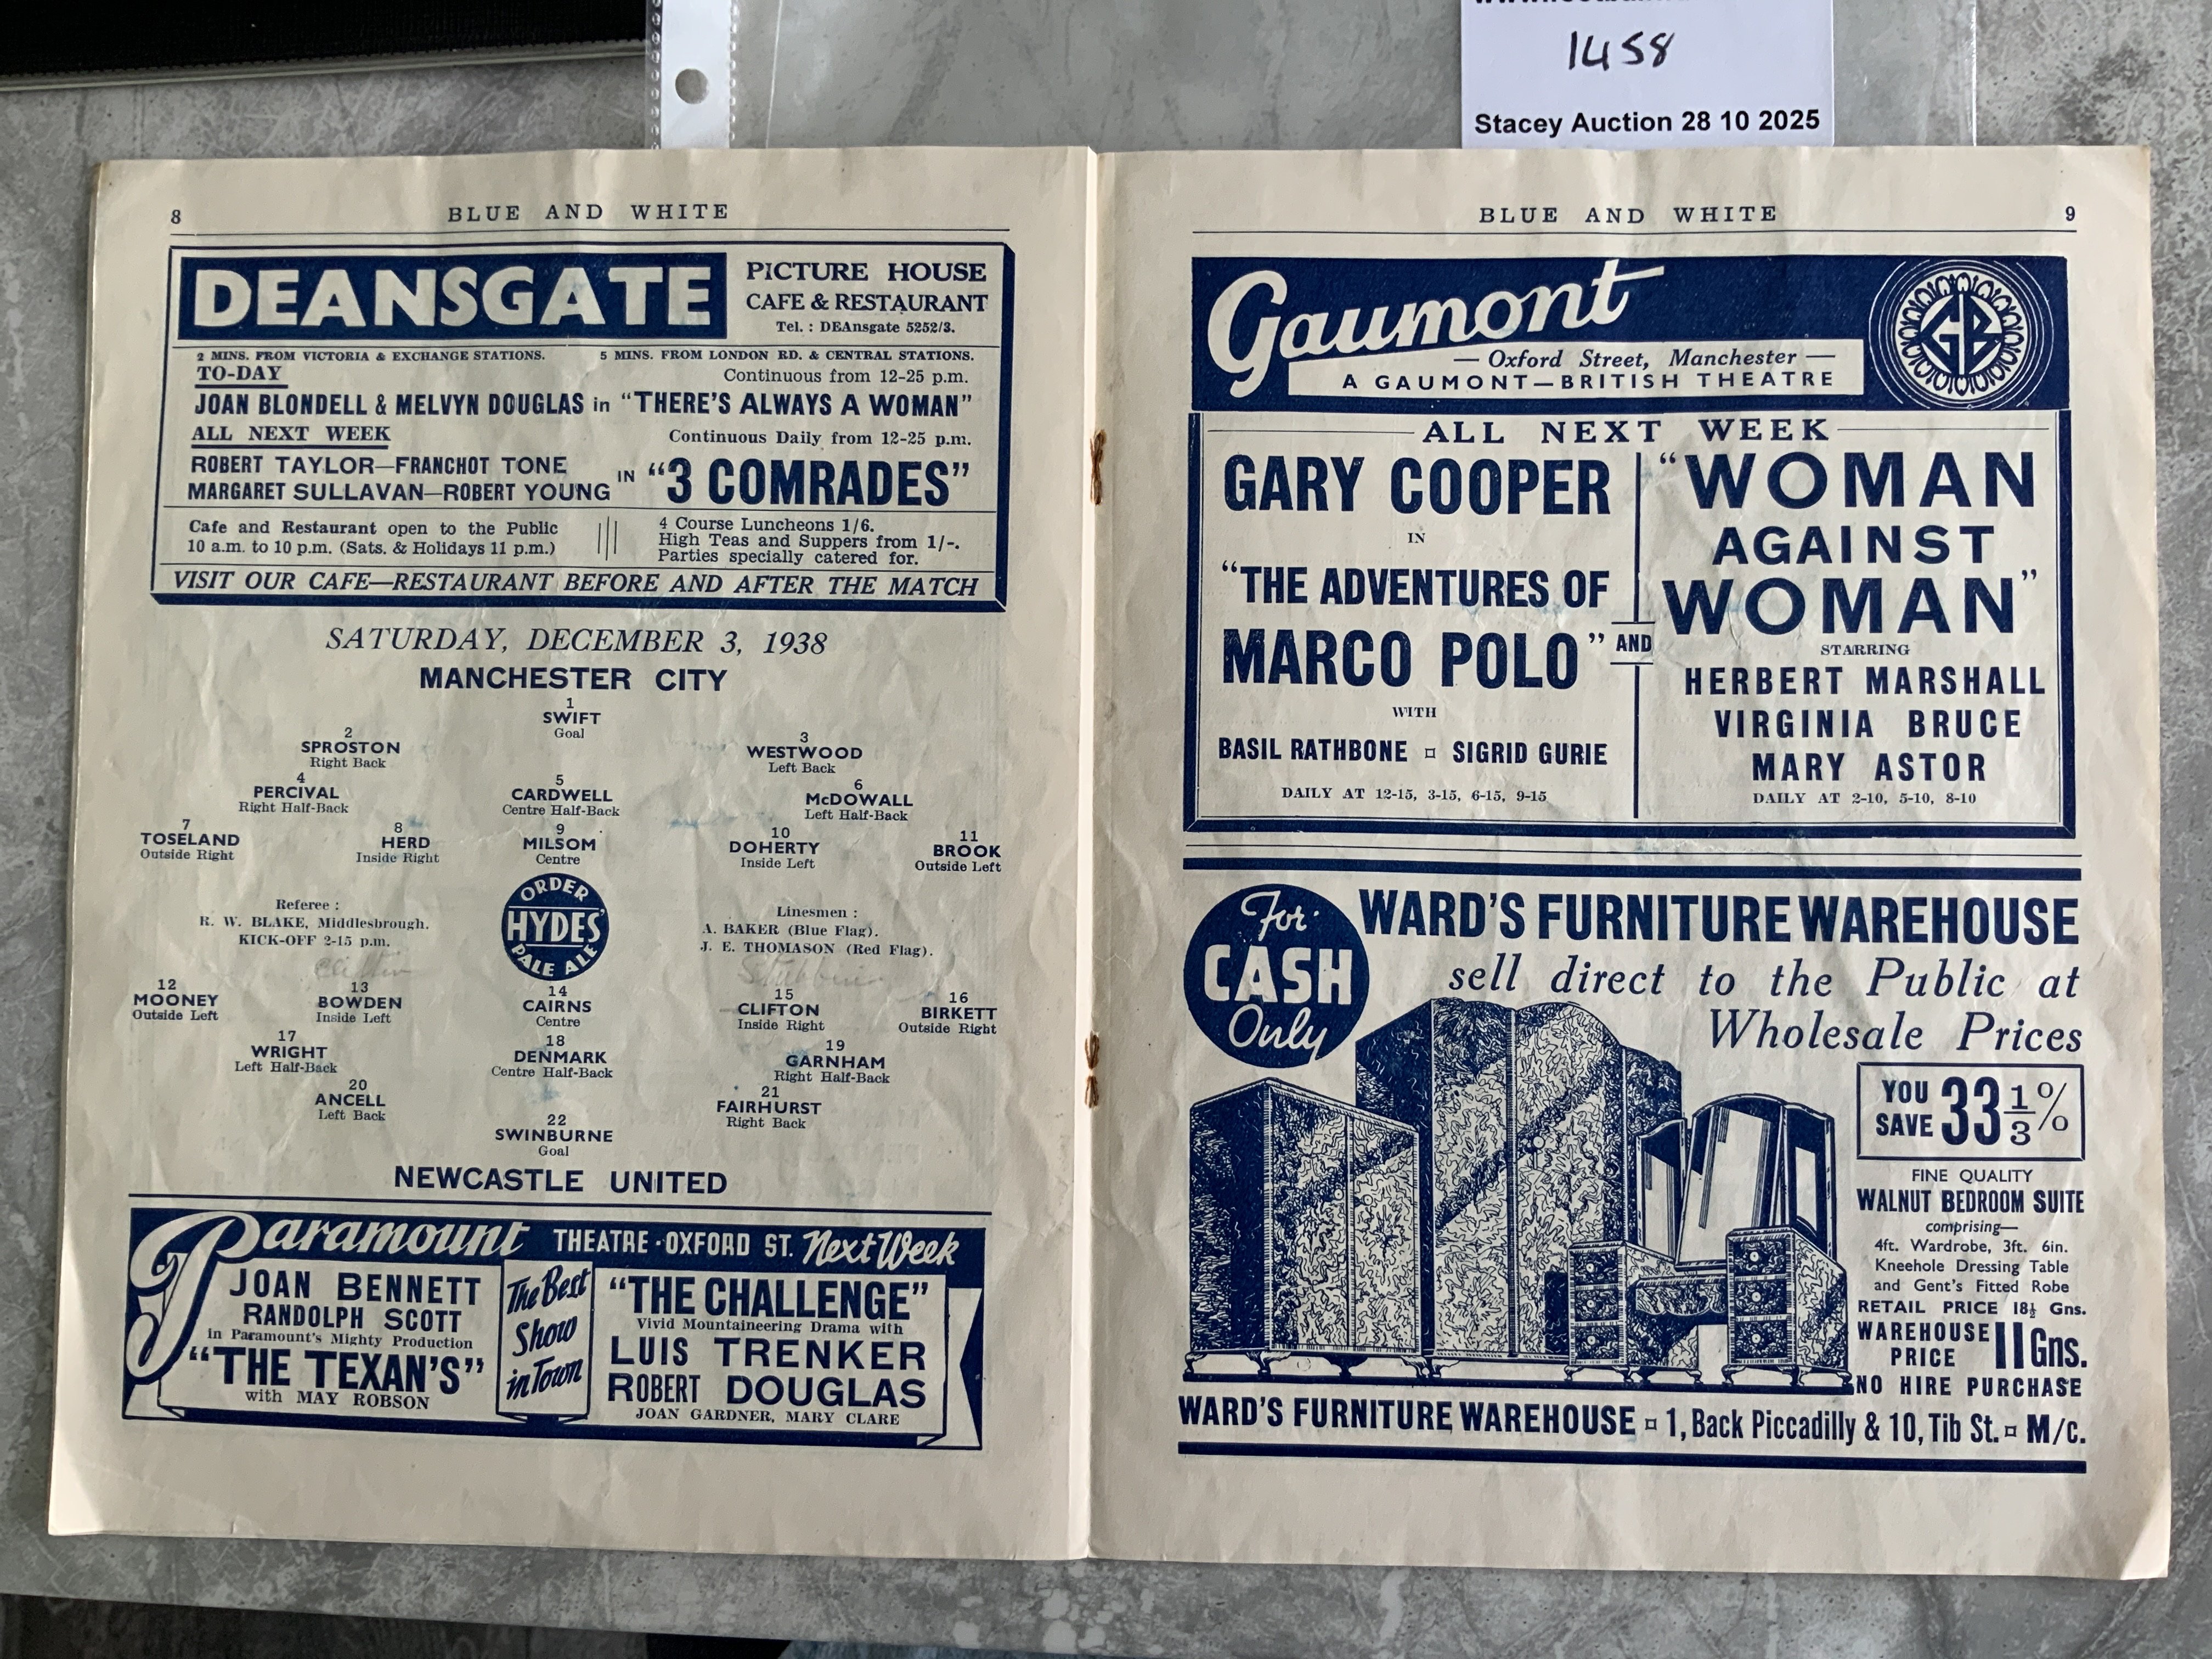 1458
Stacey Auction 28 10 2025
8
BLUE AND WHITE
DEANSGATE
PICTURE HOUSE
CAFE & RESTAURANT
Tel. : DEAnsgate 5252/3.
2 MINS. FROM VICTORIA & EXCHANGE STATIONS. 5 MINS. FROM LONDON RD. & CENTRAL STATIONS.
TO-DAY Continuous from 12-25 p.m.
JOAN BLONDELL & MELVYN DOUGLAS in "THERE'S ALWAYS A WOMAN"
ALL NEXT WEEK Continuous Daily from 12-25 p.m.
ROBERT TAYLOR—FRANCHOT TONE
MARGARET SULLAVAN—ROBERT YOUNG
IN "3 COMRADES"
Cafe and Restaurant open to the Public
10 a.m. to 10 p.m. (Sats. & Holidays 11 p.m.)
4 Course Luncheons 1/6.
High Teas and Suppers from 1/-.
Parties specially catered for.
VISIT OUR CAFE—RESTAURANT BEFORE AND AFTER THE MATCH
SATURDAY, DECEMBER 3, 1938
MANCHESTER CITY
1
SWIFT
Goal
2
SPROSTON
Right Back
3
WESTWOOD
Left Back
4
PERCIVAL
Right Half-Back
5
CARDWELL
Centre Half-Back
6
McDOWALL
Left Half-Back
7
TOSELAND
Outside Right
8
HERD
Inside Right
9
MILSOM
Centre
10
DOHERTY
Inside Left
11
BROOK
Outside Left
Referee :
R. W. BLAKE, Middlesbrough.
KICK-OFF 2-15 p.m.
ORDER
HYDES'
PALE ALE
Linesmen :
A. BAKER (Blue Flag).
J. E. THOMASON (Red Flag).
Clifton
Stubbins
12
MOONEY
Outside Left
13
BOWDEN
Inside Left
14
CAIRNS
Centre
15
CLIFTON
Inside Right
16
BIRKETT
Outside Right
17
WRIGHT
Left Half-Back
18
DENMARK
Centre Half-Back
19
GARNHAM
Right Half-Back
20
ANCELL
Left Back
21
FAIRHURST
Right Back
22
SWINBURNE
Goal
NEWCASTLE UNITED
Paramount THEATRE · OXFORD ST. Next Week
JOAN BENNETT
RANDOLPH SCOTT
in Paramount's Mighty Production
"THE TEXAN'S"
with MAY ROBSON
The Best
Show
in Town
"THE CHALLENGE"
Vivid Mountaineering Drama with
LUIS TRENKER
ROBERT DOUGLAS
JOAN GARDNER, MARY CLARE
BLUE AND WHITE
9
Gaumont
— Oxford Street, Manchester —
A GAUMONT—BRITISH THEATRE
GB
ALL NEXT WEEK
GARY COOPER
IN
"THE ADVENTURES OF
MARCO POLO"
WITH
BASIL RATHBONE ¤ SIGRID GURIE
DAILY AT 12-15, 3-15, 6-15, 9-15
AND
"WOMAN
AGAINST
WOMAN"
STARRING
HERBERT MARSHALL
VIRGINIA BRUCE
MARY ASTOR
DAILY AT 2-10, 5-10, 8-10
For
CASH
Only
WARD'S FURNITURE WAREHOUSE
sell direct to the Public at
Wholesale Prices
YOU
SAVE 33 1/3 %
FINE QUALITY
WALNUT BEDROOM SUITE
comprising—
4ft. Wardrobe, 3ft. 6in.
Kneehole Dressing Table
and Gent's Fitted Robe
RETAIL PRICE 18½ Gns.
WAREHOUSE
PRICE 11 Gns.
NO HIRE PURCHASE
WARD'S FURNITURE WAREHOUSE ¤ 1, Back Piccadilly & 10, Tib St. ¤ M/c.